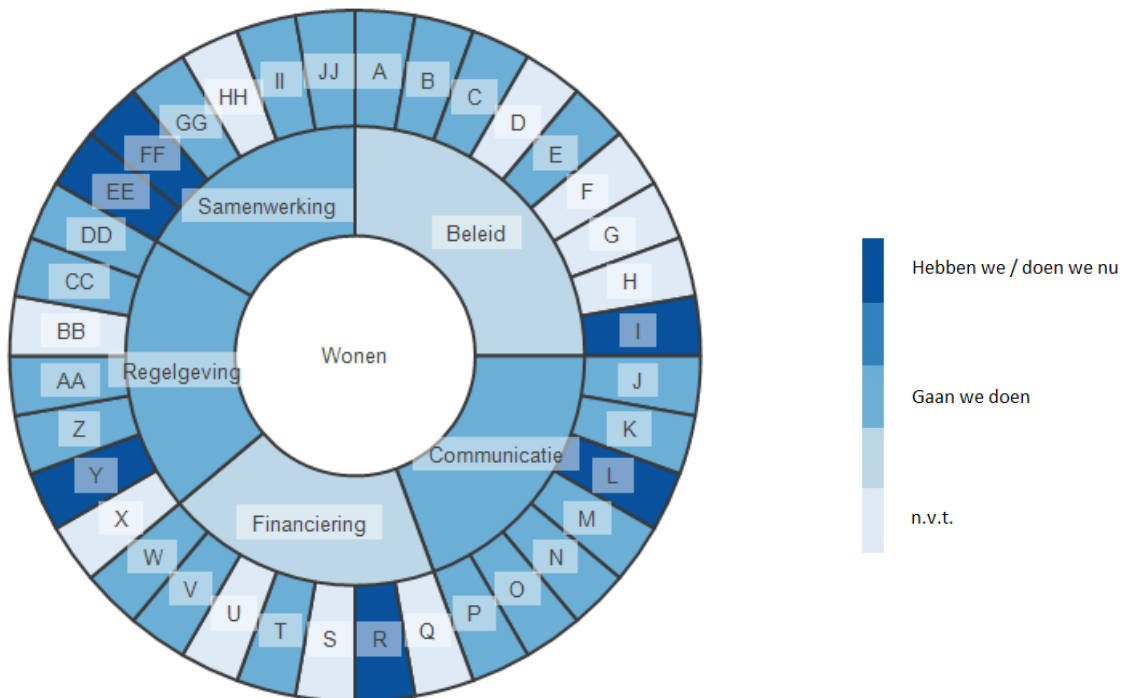 Wonen
Beleid
Communicatie
Financiering
Regelgeving
Samenwerking
A
B
C
D
E
F
G
H
I
J
K
L
M
N
O
P
Q
R
S
T
U
V
W
X
Y
Z
AA
BB
CC
DD
EE
FF
GG
HH
II
JJ
Hebben we / doen we nu
Gaan we doen
n.v.t.